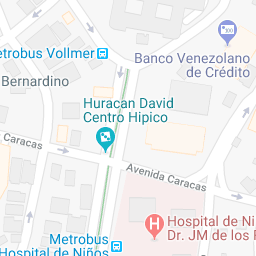 Metrobus Vollmer
Banco Venezolano
de Crédito
Bernardino
Huracan David
Centro Hipico
Caracas
Avenida Caracas
Hospital de Ni
Dr. JM de los
Metrobus
Hospital de Niños